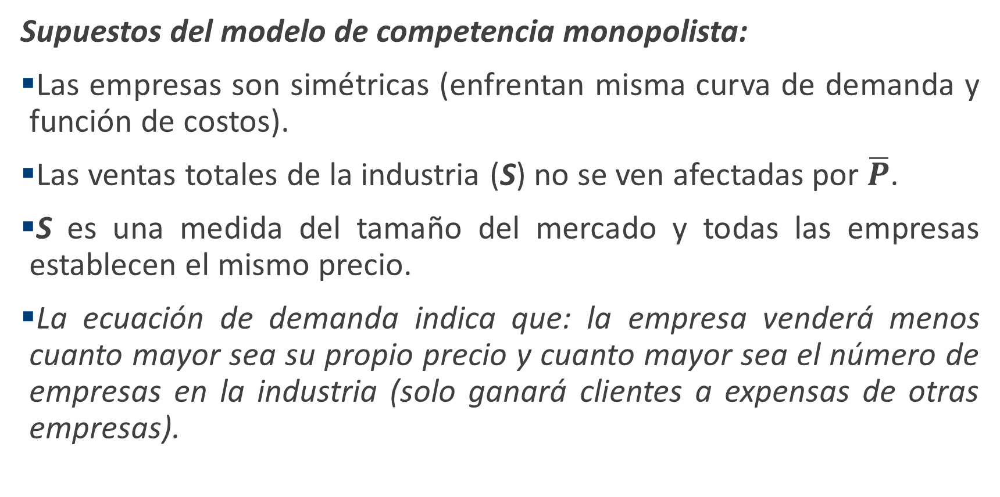 Supuestos del modelo de competencia monopolista:
▪Las empresas son simétricas (enfrentan misma curva de demanda y
función de costos).
▪Las ventas totales de la industria (S) no se ven afectadas por P̅.
▪S es una medida del tamaño del mercado y todas las empresas
establecen el mismo precio.
▪La ecuación de demanda indica que: la empresa venderá menos
cuanto mayor sea su propio precio y cuanto mayor sea el número de
empresas en la industria (solo ganará clientes a expensas de otras
empresas).